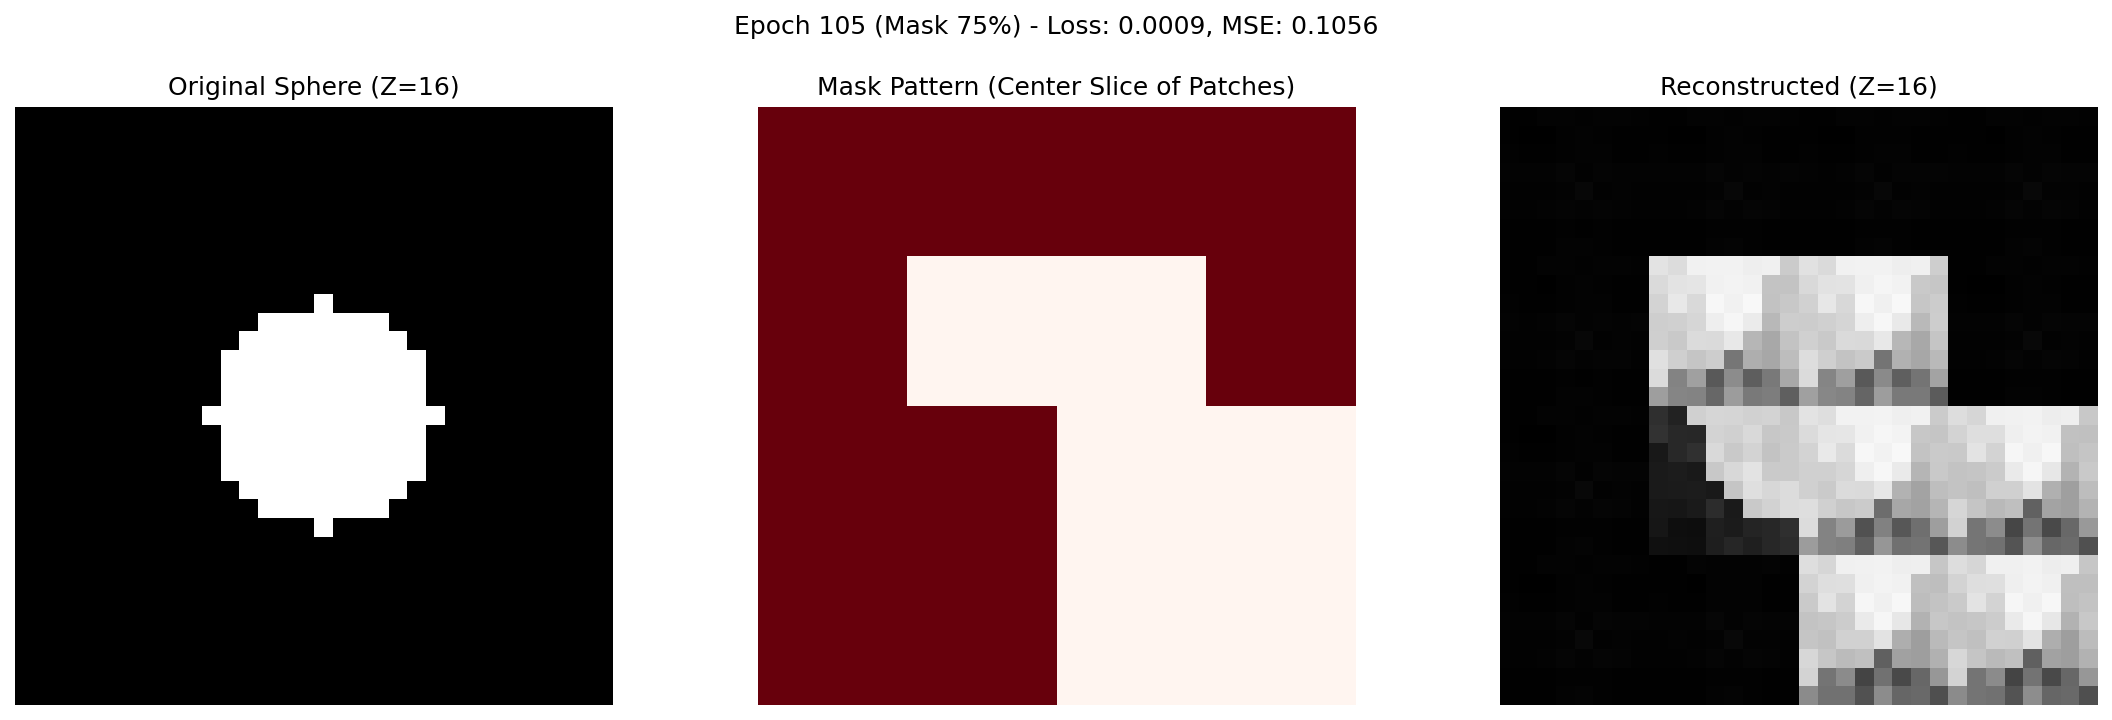 Epoch 105 (Mask 75%) - Loss: 0.0009, MSE: 0.1056
Original Sphere (Z=16)
Mask Pattern (Center Slice of Patches)
Reconstructed (Z=16)